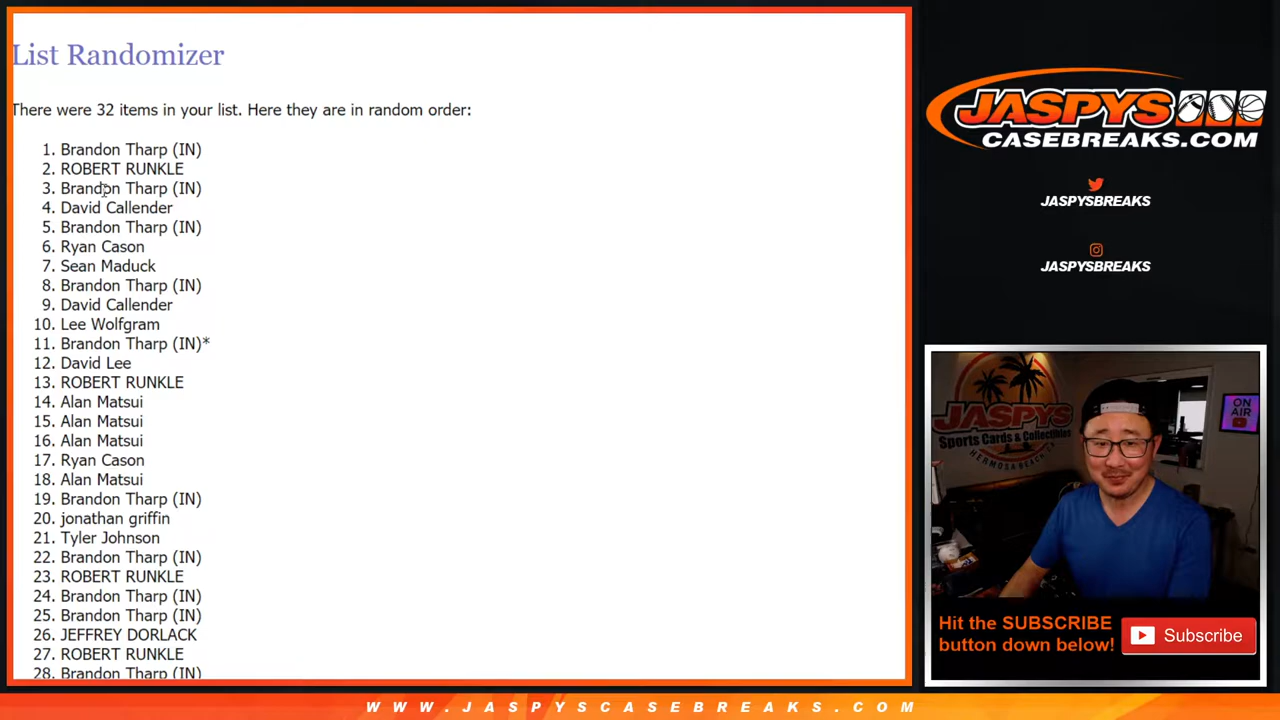 List Randomizer
There were 32 items in your list. Here they are in random order:
1. Brandon Tharp (IN)
2. ROBERT RUNKLE
3. Brandon Tharp (IN)
4. David Callender
5. Brandon Tharp (IN)
6. Ryan Cason
7. Sean Maduck
8. Brandon Tharp (IN)
9. David Callender
10. Lee Wolfgram
11. Brandon Tharp (IN)*
12. David Lee
13. ROBERT RUNKLE
14. Alan Matsui
15. Alan Matsui
16. Alan Matsui
17. Ryan Cason
18. Alan Matsui
19. Brandon Tharp (IN)
20. jonathan griffin
21. Tyler Johnson
22. Brandon Tharp (IN)
23. ROBERT RUNKLE
24. Brandon Tharp (IN)
25. Brandon Tharp (IN)
26. JEFFREY DORLACK
27. ROBERT RUNKLE
28. Brandon Tharp (IN)
JASPYS
CASEBREAKS.COM
JASPYSBREAKS
JASPYSBREAKS
JASPYS
Sports Cards & Collectibles
HERMOSA BEACH, CA
ON
AIR
Hit the SUBSCRIBE
button down below!
Subscribe
WWW.JASPYSCASEBREAKS.COM